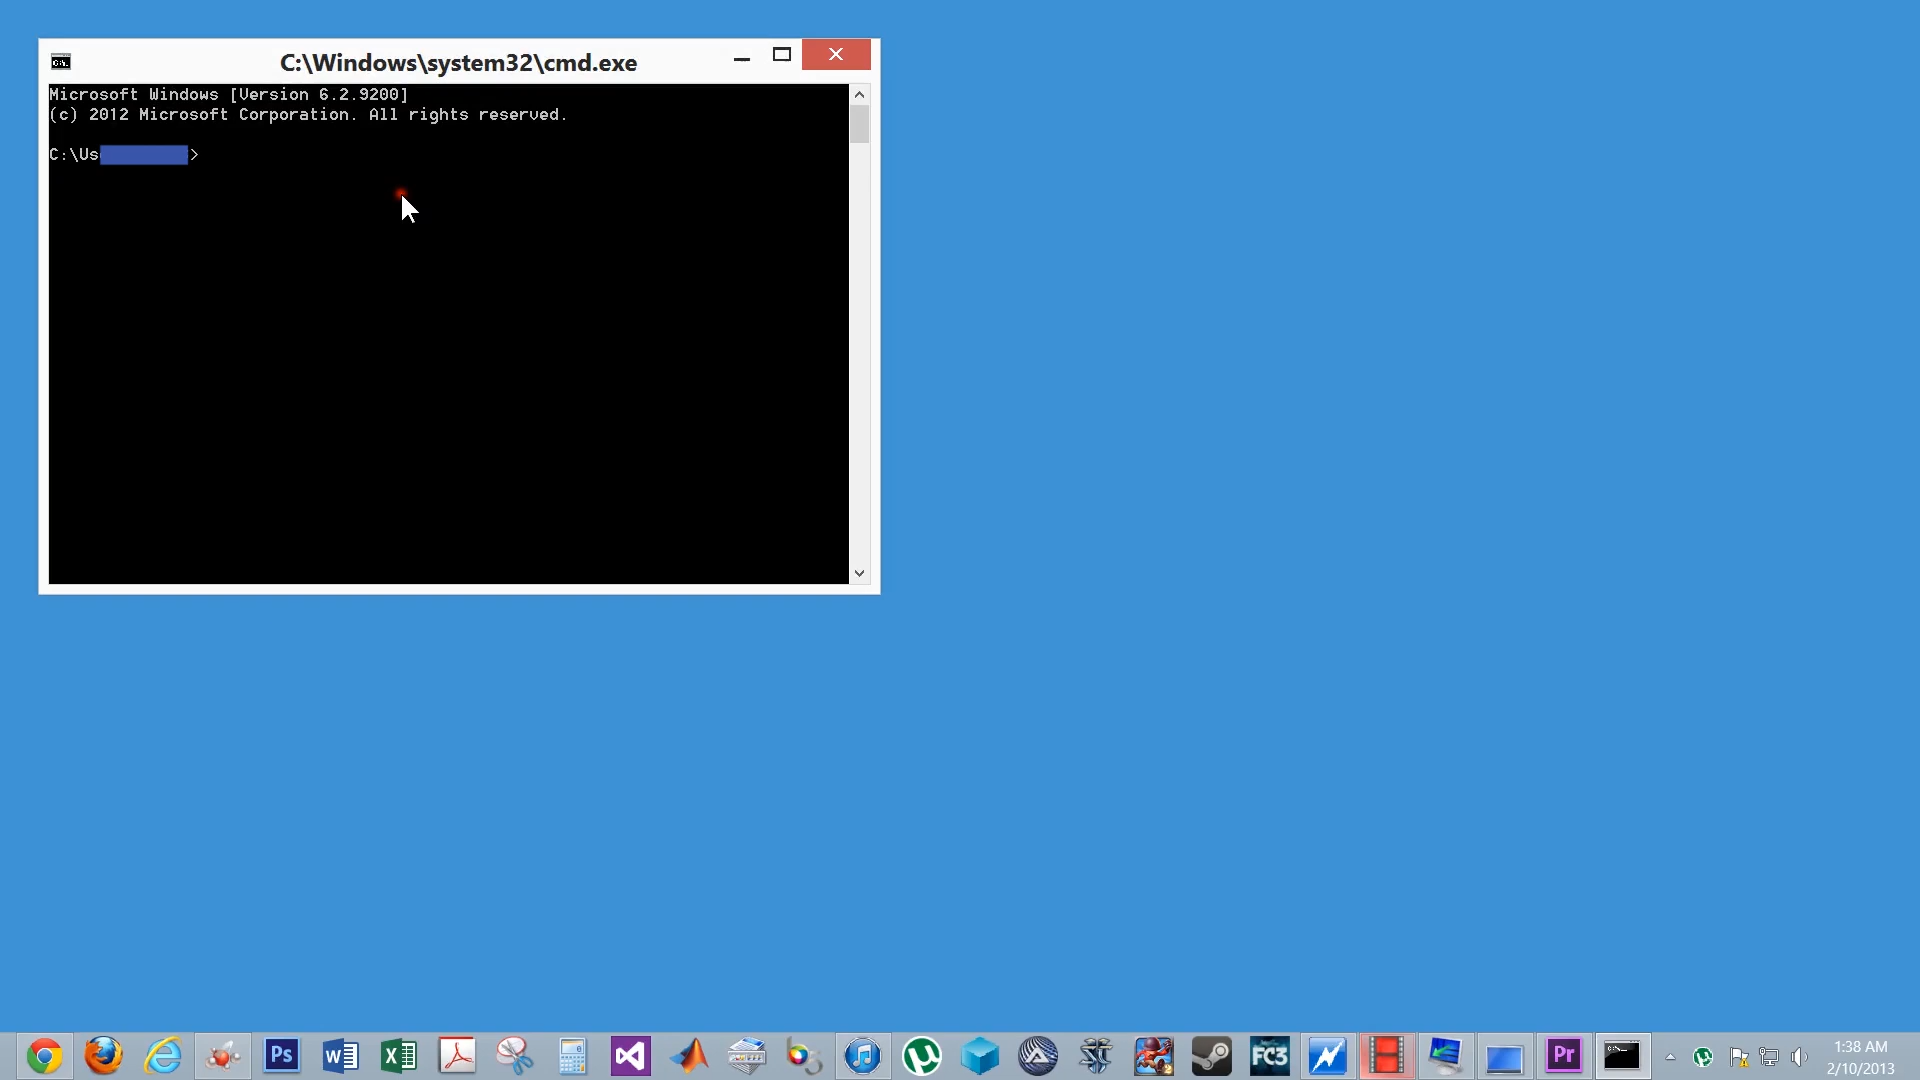 C:\Windows\system32\cmd.exe
Microsoft Windows [Version 6.2.9200]
(c) 2012 Microsoft Corporation. All rights reserved.
C:\Us >
Ps
FC3
Pr
1:38 AM
2/10/2013